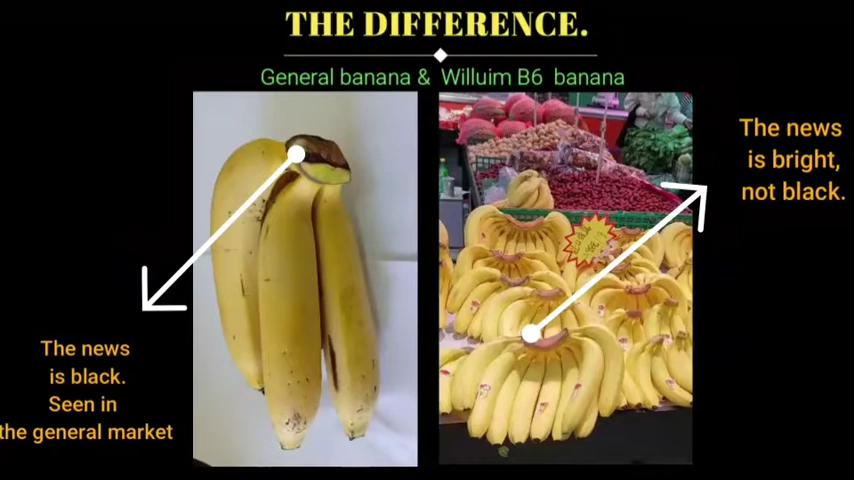 THE DIFFERENCE.
General banana & Willuim B6 banana
The news
is bright,
not black.
The news
is black.
Seen in
the general market